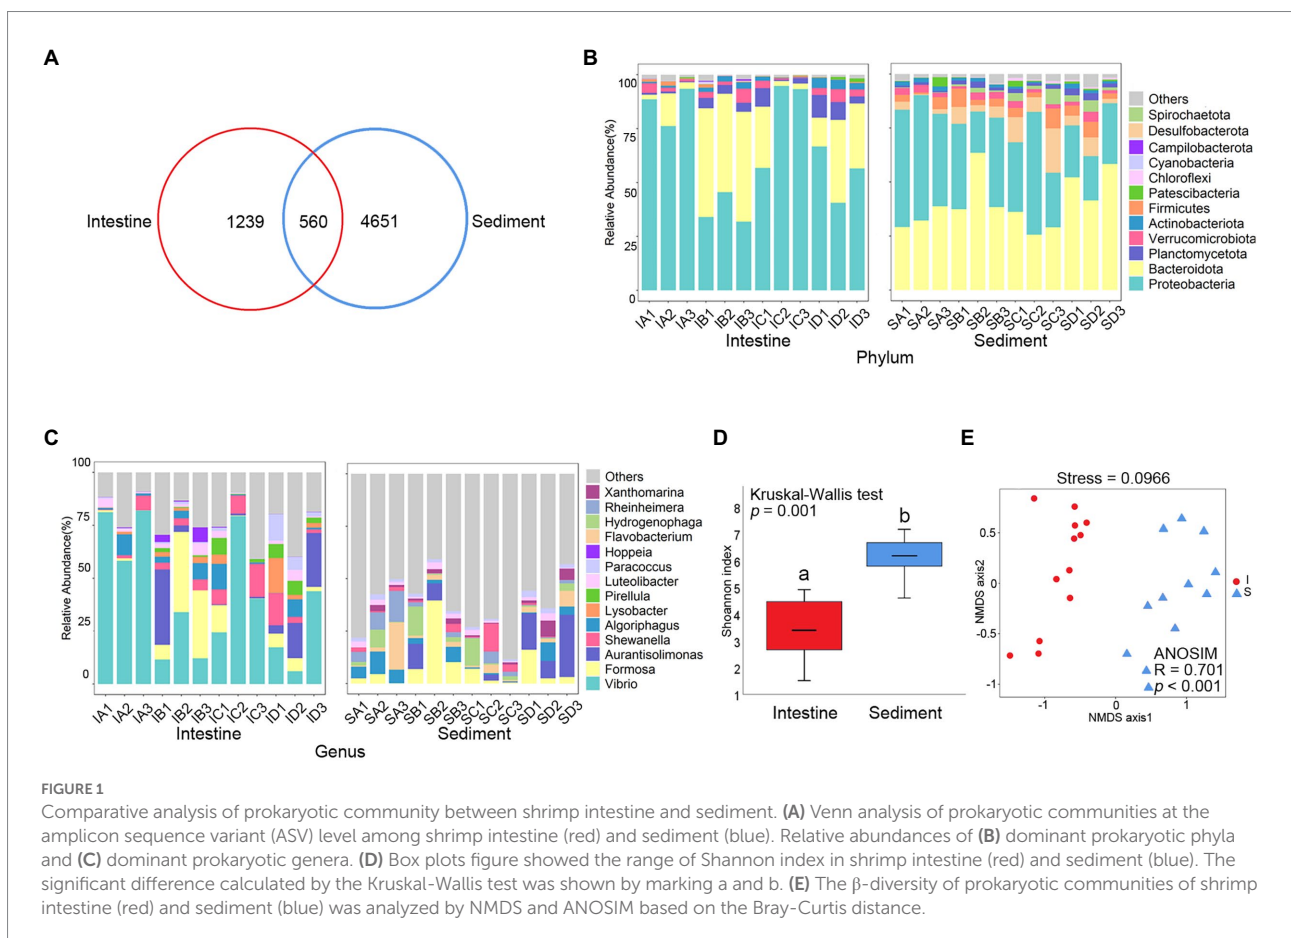 A
Intestine
1239
560
4651
Sediment
B
Relative Abundance(%)
100
75
50
25
0
IA1 IA2 IA3 IB1 IB2 IB3 IC1 IC2 IC3 ID1 ID2 ID3
Intestine
SA1 SA2 SA3 SB1 SB2 SB3 SC1 SC2 SC3 SD1 SD2 SD3
Sediment
Phylum
Others
Spirochaetota
Desulfobacterota
Campilobacterota
Cyanobacteria
Chloroflexi
Patescibacteria
Firmicutes
Actinobacteriota
Verrucomicrobiota
Planctomycetota
Bacteroidota
Proteobacteria
C
Relative Abundance(%)
100
75
50
25
0
IA1 IA2 IA3 IB1 IB2 IB3 IC1 IC2 IC3 ID1 ID2 ID3
Intestine
SA1 SA2 SA3 SB1 SB2 SB3 SC1 SC2 SC3 SD1 SD2 SD3
Sediment
Genus
Others
Xanthomarina
Rheinheimera
Hydrogenophaga
Flavobacterium
Hoppeia
Paracoccus
Luteolibacter
Pirellula
Lysobacter
Algoriphagus
Shewanella
Aurantisolimonas
Formosa
Vibrio
D
Kruskal-Wallis test
p = 0.001
Shoannon index
8
7
6
5
4
3
2
1
a
b
Intestine
Sediment
E
Stress = 0.0966
NMDS axis2
0.5
0
-0.5
-1
-1 0 1
NMDS axis1
I
S
ANOSIM
R = 0.701
p < 0.001
FIGURE 1
Comparative analysis of prokaryotic community between shrimp intestine and sediment. (A) Venn analysis of prokaryotic communities at the
amplicon sequence variant (ASV) level among shrimp intestine (red) and sediment (blue). Relative abundances of (B) dominant prokaryotic phyla
and (C) dominant prokaryotic genera. (D) Box plots figure showed the range of Shannon index in shrimp intestine (red) and sediment (blue). The
significant difference calculated by the Kruskal-Wallis test was shown by marking a and b. (E) The β-diversity of prokaryotic communities of shrimp
intestine (red) and sediment (blue) was analyzed by NMDS and ANOSIM based on the Bray-Curtis distance.